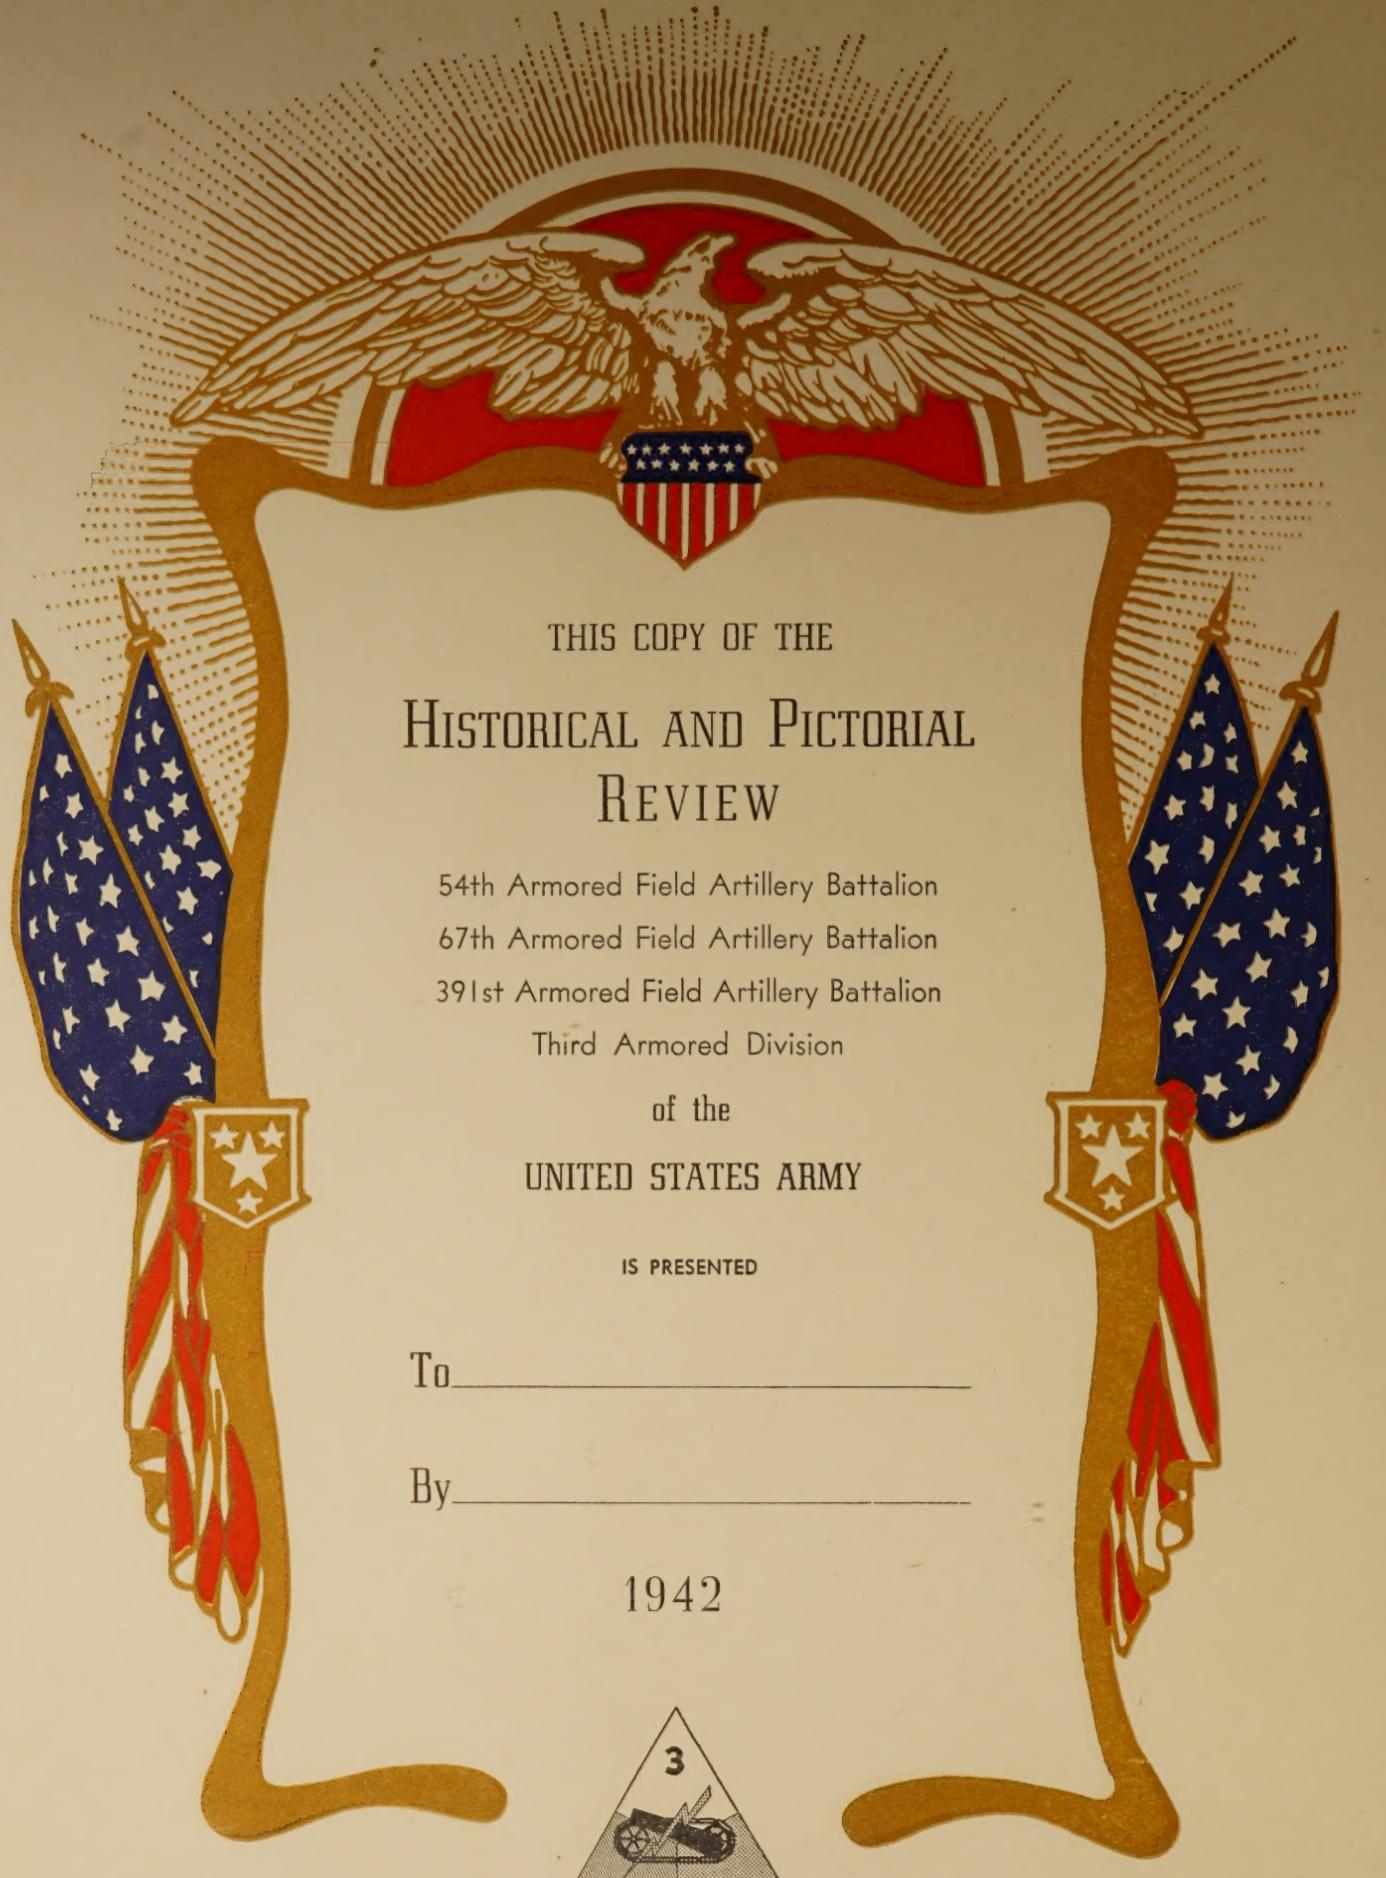 THIS COPY OF THE
HISTORICAL AND PICTORIAL
REVIEW
54th Armored Field Artillery Battalion
67th Armored Field Artillery Battalion
391st Armored Field Artillery Battalion
Third Armored Division
of the
UNITED STATES ARMY
IS PRESENTED
To
By
1942
3